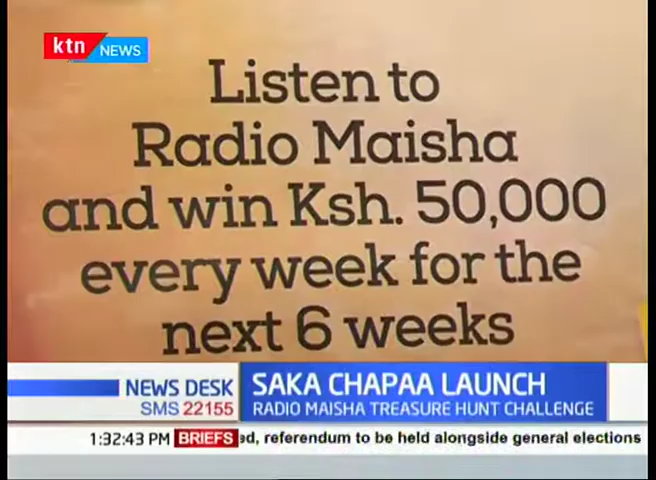 ktn NEWS
Listen to
Radio Maisha
and win Ksh. 50,000
every week for the
next 6 weeks
NEWS DESK
SMS 22155
SAKA CHAPAA LAUNCH
RADIO MAISHA TREASURE HUNT CHALLENGE
1:32:43 PM BRIEFS ed, referendum to be held alongside general elections